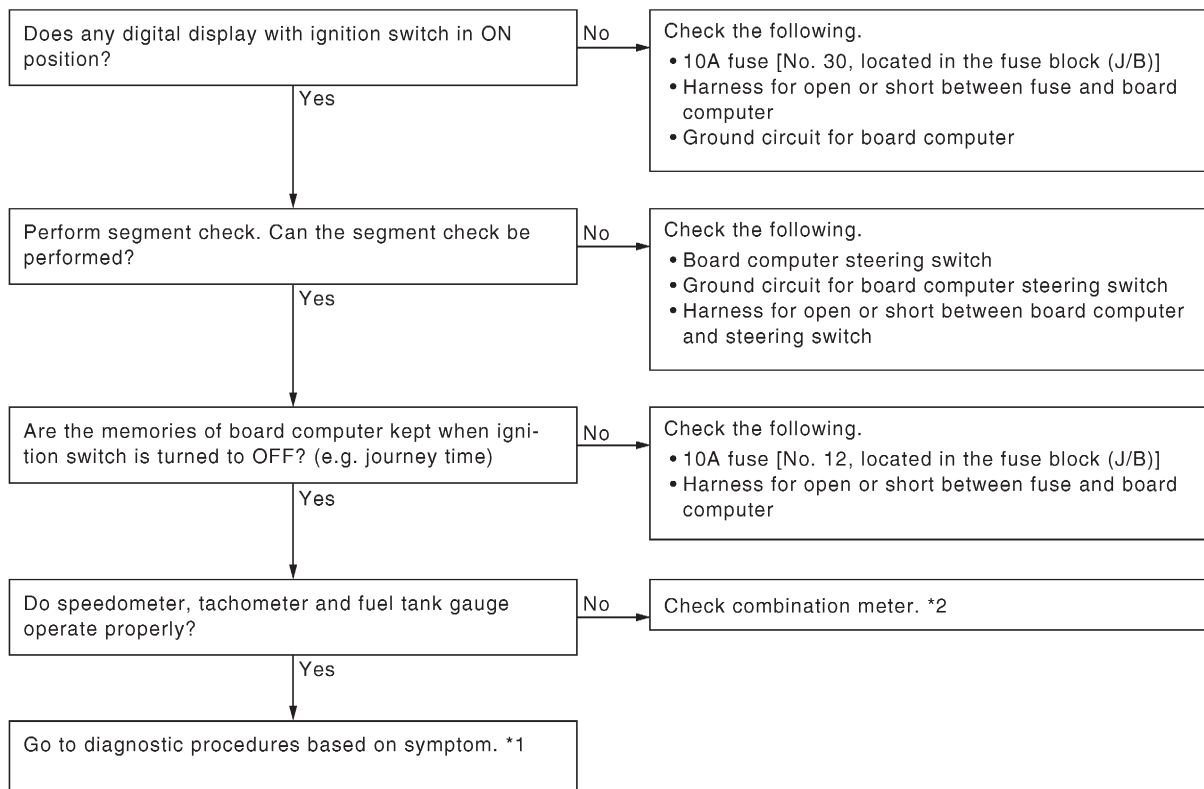 Does any digital display with ignition switch in ON
position?
No
Check the following.
• 10A fuse [No. 30, located in the fuse block (J/B)]
• Harness for open or short between fuse and board
computer
• Ground circuit for board computer
Yes
Perform segment check. Can the segment check be
performed?
No
Check the following.
• Board computer steering switch
• Ground circuit for board computer steering switch
• Harness for open or short between board computer
and steering switch
Yes
Are the memories of board computer kept when igni-
tion switch is turned to OFF? (e.g. journey time)
No
Check the following.
• 10A fuse [No. 12, located in the fuse block (J/B)]
• Harness for open or short between fuse and board
computer
Yes
Do speedometer, tachometer and fuel tank gauge
operate properly?
No
Check combination meter. *2
Yes
Go to diagnostic procedures based on symptom. *1